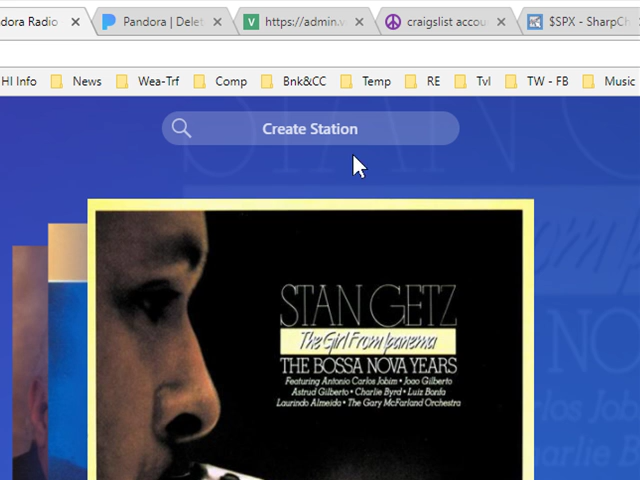 dora Radio
Pandora | Delet
https://admin.v
craigslist accou
$SPX - SharpCh
HI Info News Wea-Trf Comp Bnk&CC Temp RE Tvl TW - FB Music
Create Station
STAN GETZ
The Girl From Ipanema
THE BOSSA NOVA YEARS
Featuring Antonio Carlos Jobim • Joao Gilberto
Astrud Gilberto • Charlie Byrd • Luiz Bonfa
Laurindo Almeida • The Gary McFarland Orchestra